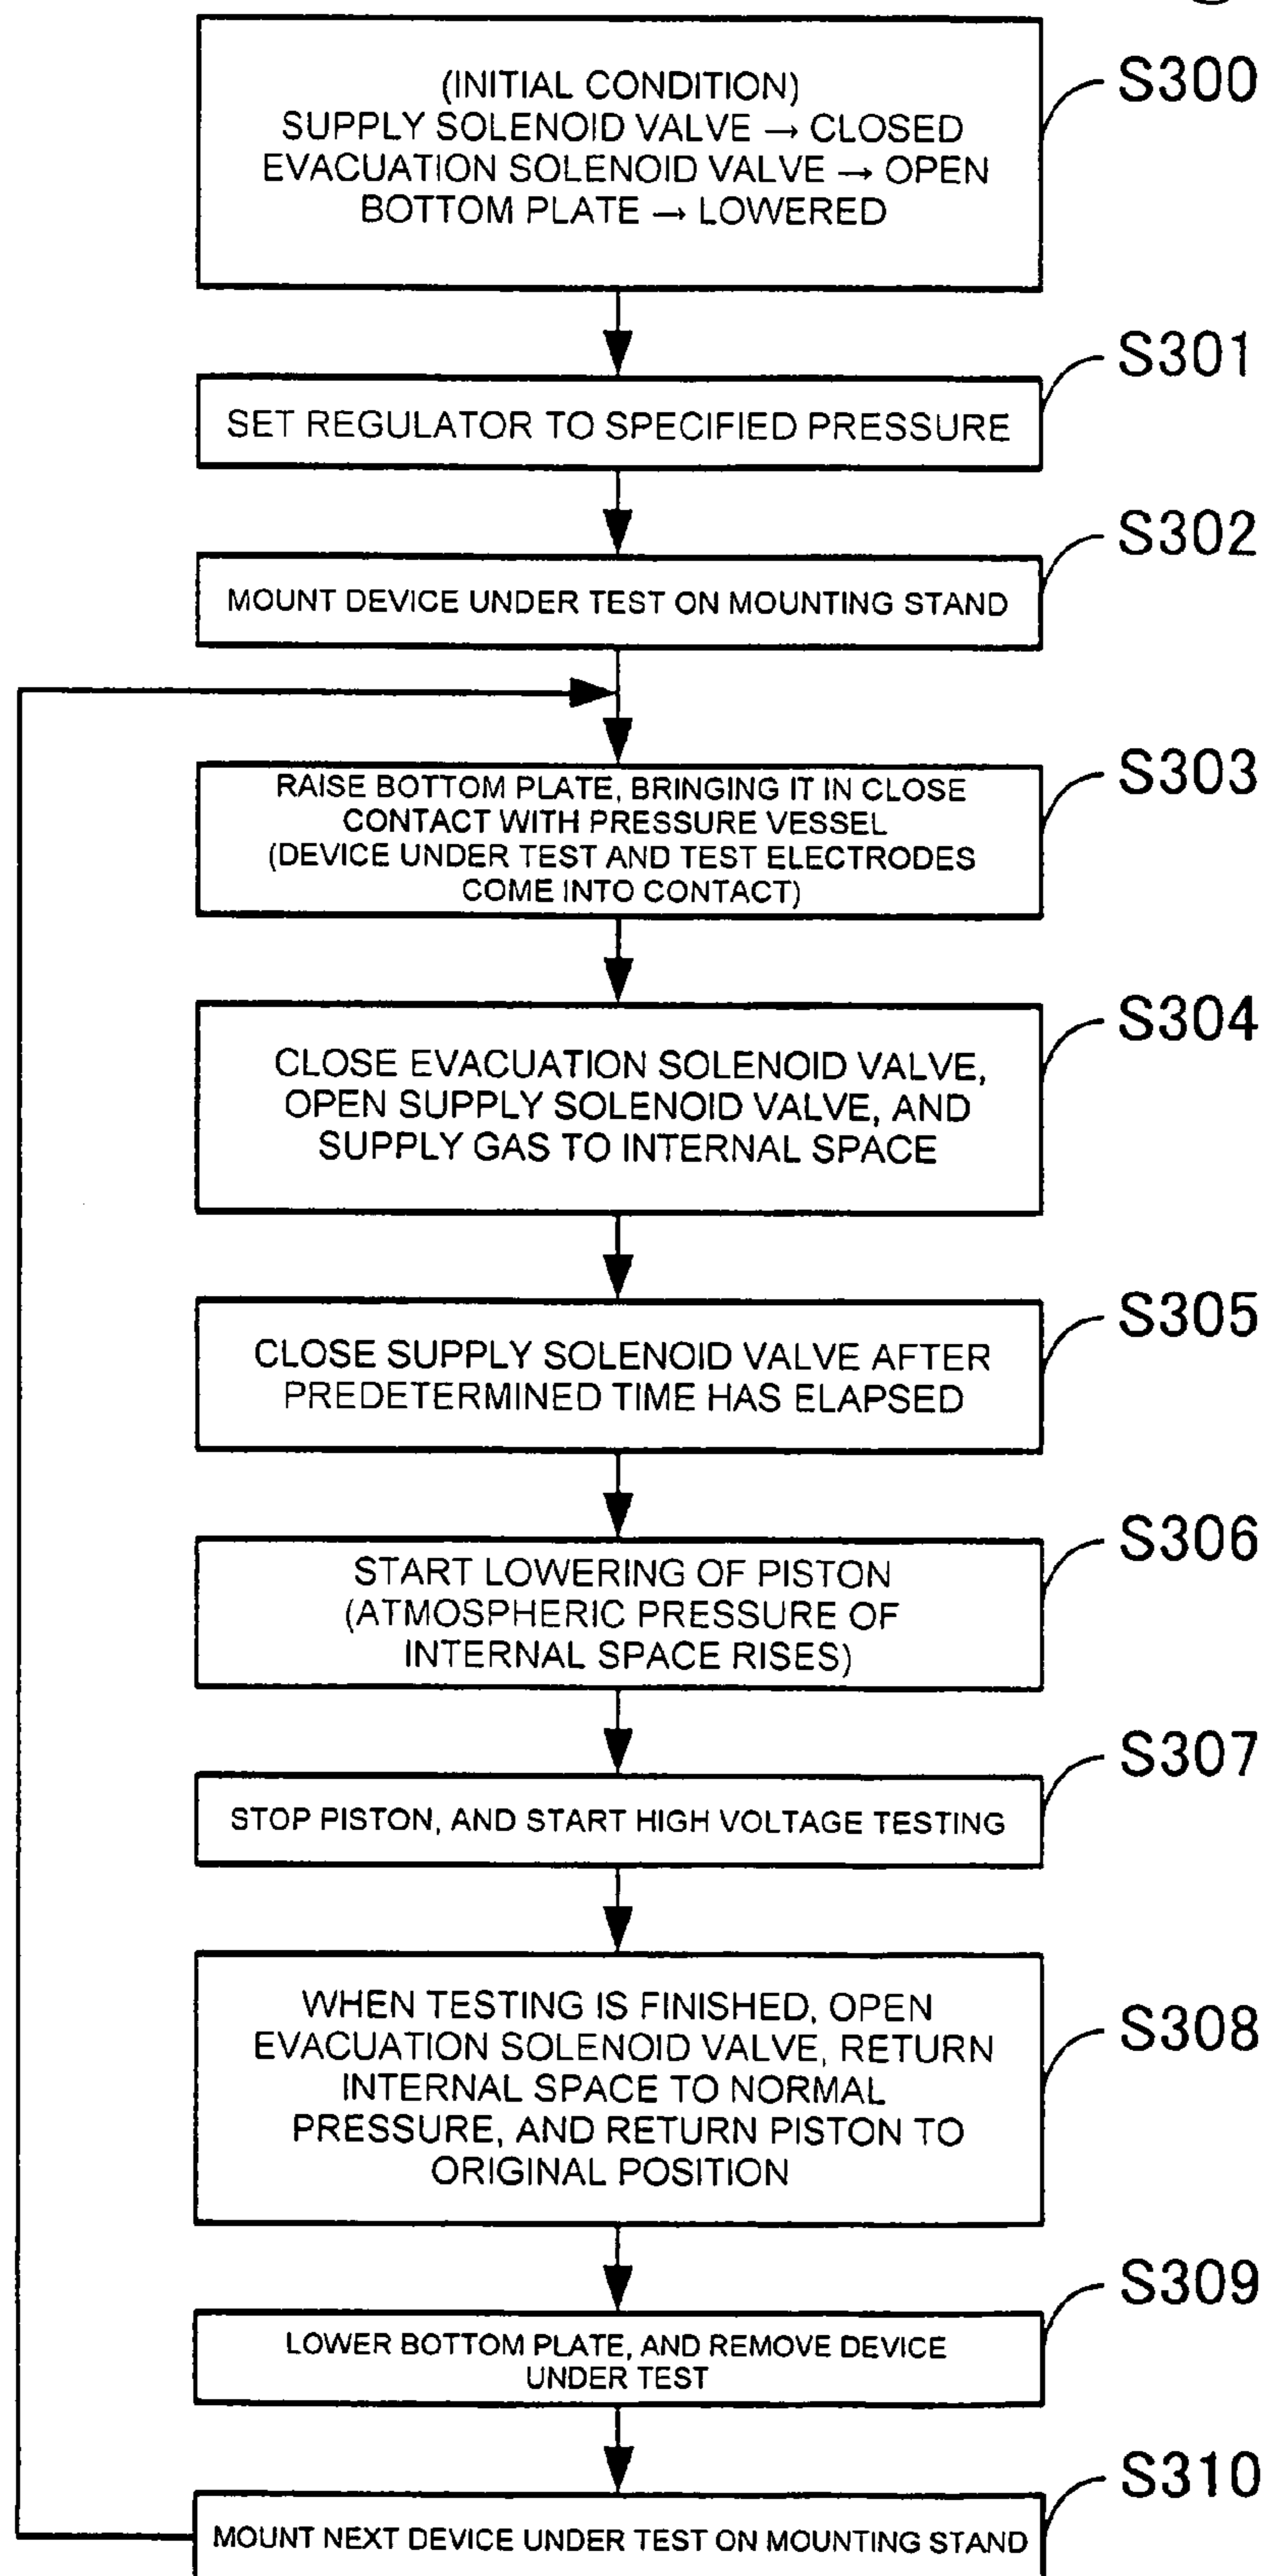 (INITIAL CONDITION)
SUPPLY SOLENOID VALVE → CLOSED
EVACUATION SOLENOID VALVE → OPEN
BOTTOM PLATE → LOWERED
S300
SET REGULATOR TO SPECIFIED PRESSURE
S301
MOUNT DEVICE UNDER TEST ON MOUNTING STAND
S302
RAISE BOTTOM PLATE, BRINGING IT IN CLOSE
CONTACT WITH PRESSURE VESSEL
(DEVICE UNDER TEST AND TEST ELECTRODES
COME INTO CONTACT)
S303
CLOSE EVACUATION SOLENOID VALVE,
OPEN SUPPLY SOLENOID VALVE, AND
SUPPLY GAS TO INTERNAL SPACE
S304
CLOSE SUPPLY SOLENOID VALVE AFTER
PREDETERMINED TIME HAS ELAPSED
S305
START LOWERING OF PISTON
(ATMOSPHERIC PRESSURE OF
INTERNAL SPACE RISES)
S306
STOP PISTON, AND START HIGH VOLTAGE TESTING
S307
WHEN TESTING IS FINISHED, OPEN
EVACUATION SOLENOID VALVE, RETURN
INTERNAL SPACE TO NORMAL
PRESSURE, AND RETURN PISTON TO
ORIGINAL POSITION
S308
LOWER BOTTOM PLATE, AND REMOVE DEVICE
UNDER TEST
S309
MOUNT NEXT DEVICE UNDER TEST ON MOUNTING STAND
S310